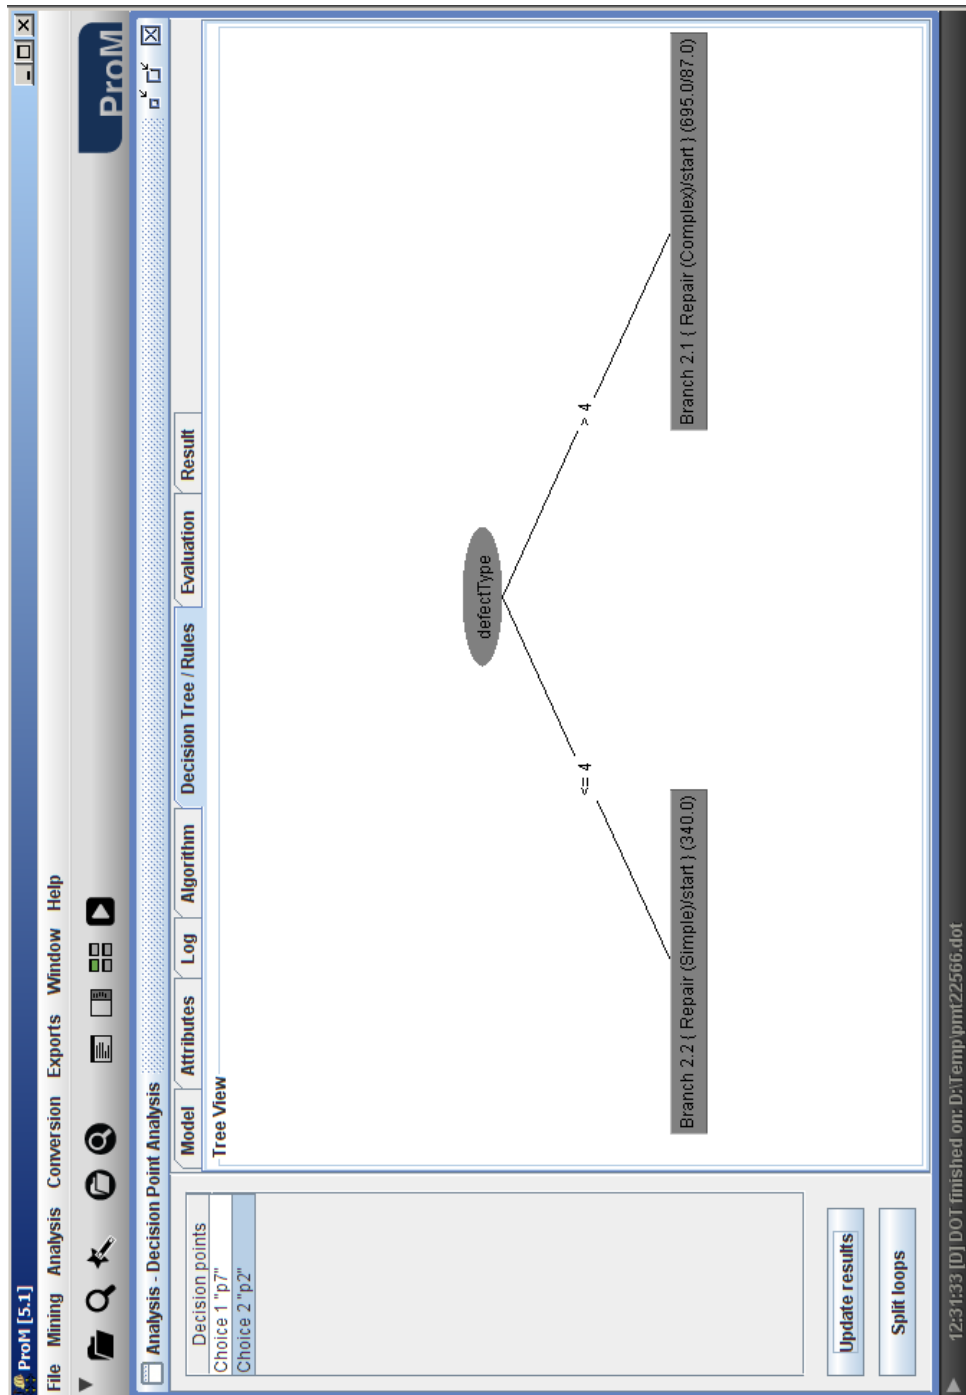 ProM [5.1]
File Mining Analysis Conversion Exports Window Help
ProM
Analysis - Decision Point Analysis
Decision points
Choice 1 "p7"
Choice 2 "p2"
Update results
Split loops
Model Attributes Log Algorithm Decision Tree / Rules Evaluation Result
Tree View
defectType
<= 4
> 4
Branch 2.2 { Repair (Simple)/start } (340.0)
Branch 2.1 { Repair (Complex)/start } (695.0/87.0)
12:31:33 [D] DOT finished on: D:\Temp\pmt22566.dot